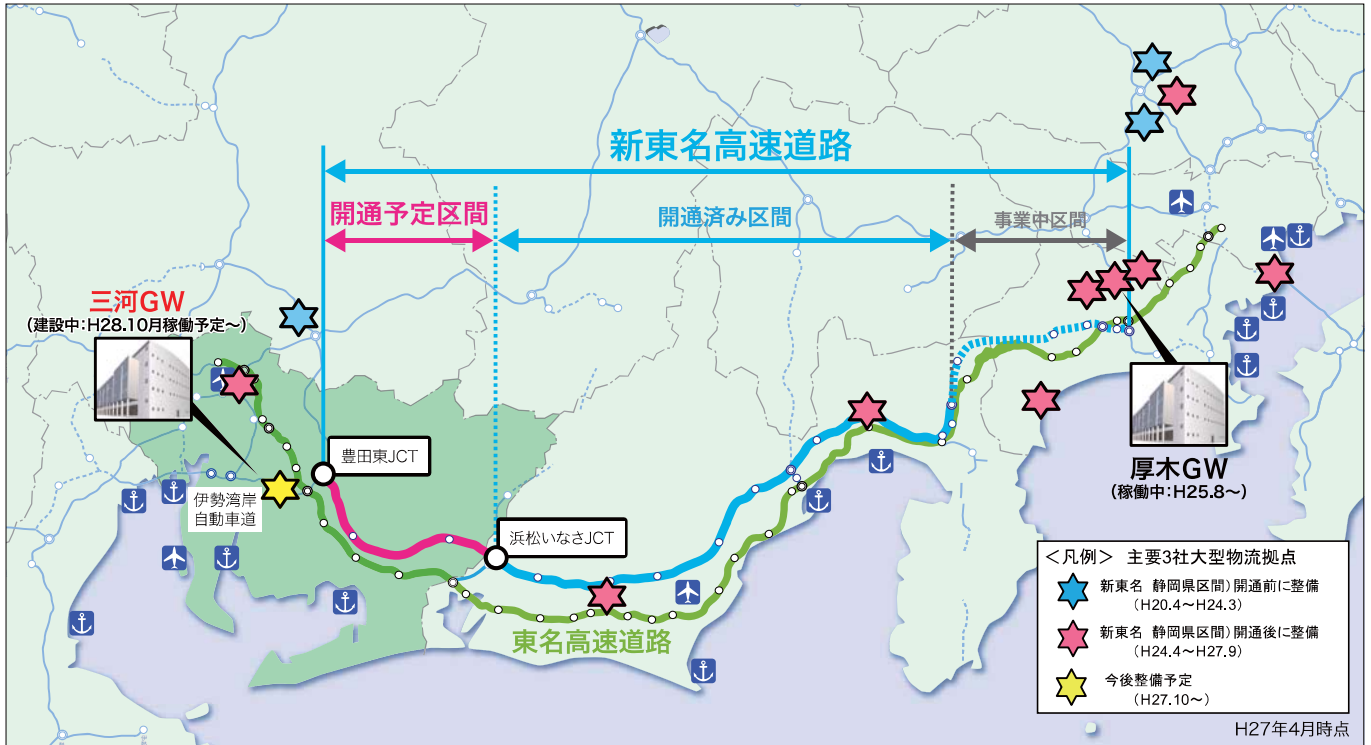 新東名高速道路
開通予定区間
開通済み区間
事業中区間
三河GW
(建設中:H28.10月稼働予定~)
豊田東JCT
伊勢湾岸
自動車道
浜松いなさJCT
東名高速道路
厚木GW
(稼働中:H25.8~)
<凡例> 主要3社大型物流拠点
新東名 静岡県区間)開通前に整備
(H20.4~H24.3)
新東名 静岡県区間)開通後に整備
(H24.4~H27.9)
今後整備予定
(H27.10~)
H27年4月時点